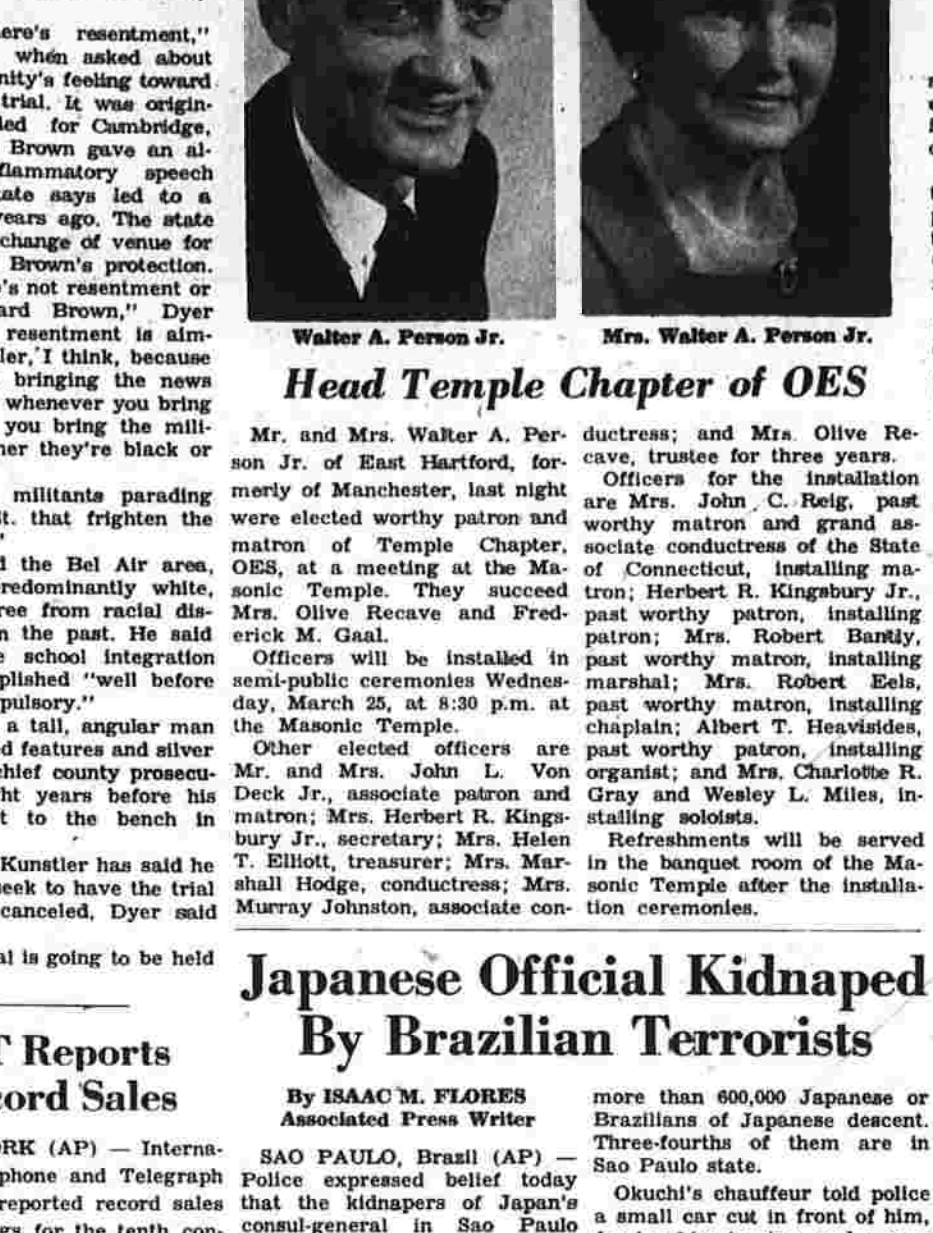 ere's resentment,"
when asked about
nity's feeling toward
trial. It was origin-
led for Cambridge,
Brown gave an al-
flammatory speech
ate says led to a
years ago. The state
change of venue for
Brown's protection.
's not resentment or
ard Brown," Dyer
resentment is aim-
ler, I think, because
bringing the news
whenever you bring
you bring the mili-
her they're black or
militants parading
t. that frighten the
"
d the Bel Air area,
redominantly white,
ree from racial dis-
n the past. He said
e school integration
plished "well before
pulsory."
a tall, angular man
d features and silver
chief county prosecu-
ht years before his
t to the bench in
Kunstler has said he
seek to have the trial
canceled, Dyer said
al is going to be held
T Reports
cord Sales
RK (AP) — Interna-
phone and Telegraph
reported record sales
gs for the tenth con-
Walter A. Person Jr.
Mrs. Walter A. Person Jr.
Head Temple Chapter of OES
Mr. and Mrs. Walter A. Per-
son Jr. of East Hartford, for-
merly of Manchester, last night
were elected worthy patron and
matron of Temple Chapter,
OES, at a meeting at the Ma-
sonic Temple. They succeed
Mrs. Olive Recave and Fred-
erick M. Gaal.
Officers will be installed in
semi-public ceremonies Wednes-
day, March 25, at 8:30 p.m. at
the Masonic Temple.
Other elected officers are
Mr. and Mrs. John L. Von
Deck Jr., associate patron and
matron; Mrs. Herbert R. Kings-
bury Jr., secretary; Mrs. Helen
T. Elliott, treasurer; Mrs. Mar-
shall Hodge, conductress; Mrs.
Murray Johnston, associate con-
ductress; and Mrs. Olive Re-
cave, trustee for three years.
Officers for the installation
are Mrs. John C. Reig, past
worthy matron and grand as-
sociate conductress of the State
of Connecticut, installing ma-
tron; Herbert R. Kingsbury Jr.,
past worthy patron, installing
patron; Mrs. Robert Bantly,
past worthy matron, installing
marshal; Mrs. Robert Eels,
past worthy matron, installing
chaplain; Albert T. Heavisides,
past worthy patron, installing
organist; and Mrs. Charlotte R.
Gray and Wesley L. Miles, in-
stalling soloists.
Refreshments will be served
in the banquet room of the Ma-
sonic Temple after the installa-
tion ceremonies.
Japanese Official Kidnaped
By Brazilian Terrorists
By ISAAC M. FLORES
Associated Press Writer
SAO PAULO, Brazil (AP) —
Police expressed belief today
that the kidnapers of Japan's
consul-general in Sao Paulo
more than 600,000 Japanese or
Brazilians of Japanese descent.
Three-fourths of them are in
Sao Paulo state.
Okuchi's chauffeur told police
a small car cut in front of him,